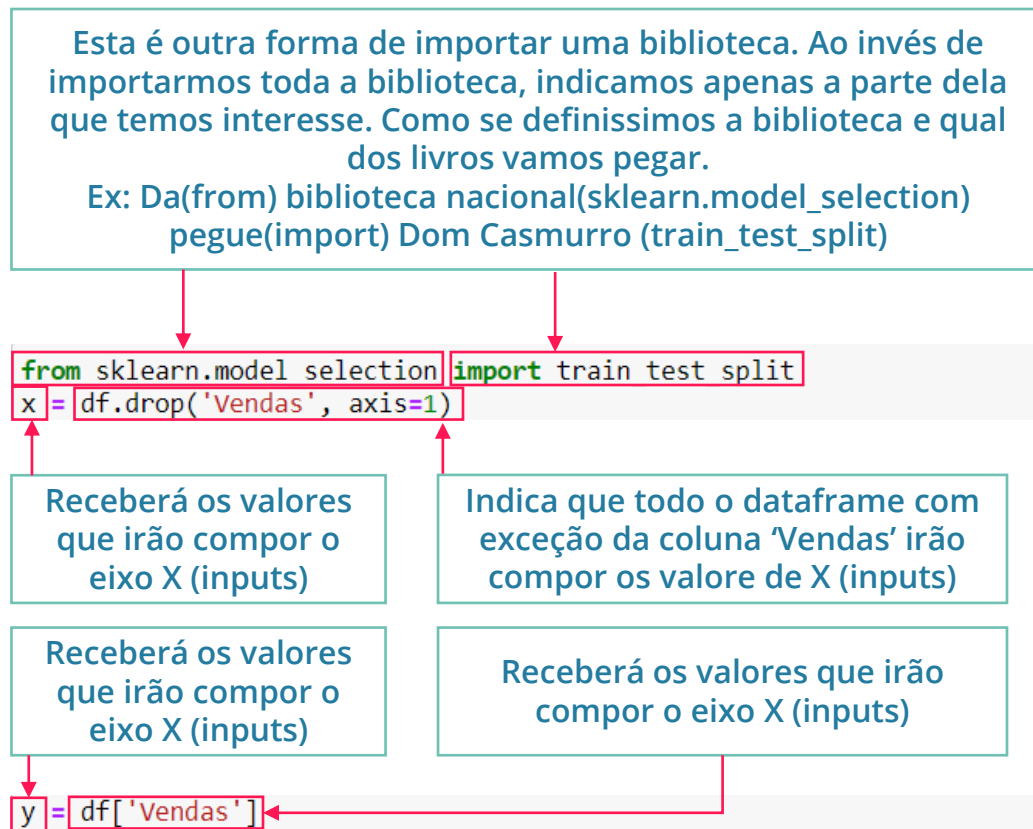 Esta é outra forma de importar uma biblioteca. Ao invés de
importarmos toda a biblioteca, indicamos apenas a parte dela
que temos interesse. Como se definissimos a biblioteca e qual
dos livros vamos pegar.
Ex: Da(from) biblioteca nacional(sklearn.model_selection)
pegue(import) Dom Casmurro (train_test_split)
from sklearn.model_selection import train_test_split
x = df.drop('Vendas', axis=1)
Receberá os valores
que irão compor o
eixo X (inputs)
Indica que todo o dataframe com
exceção da coluna ‘Vendas’ irão
compor os valore de X (inputs)
Receberá os valores
que irão compor o
eixo X (inputs)
Receberá os valores que irão
compor o eixo X (inputs)
y = df['Vendas']